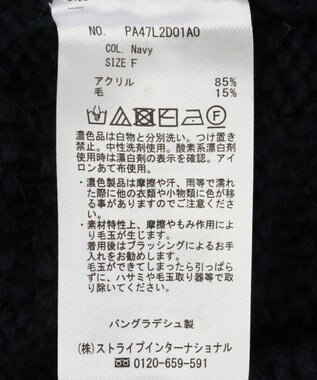 NO. PA47L2D01A0
COL. Navy
SIZE F
アクリル 85%
毛 15%
濃色品は白物と分別洗い。つけ置き
禁止。中性洗剤使用。酸素系漂白剤
使用時は漂白剤の表示を確認。アイ
ロンあて布使用。
・濃色製品は摩擦や汗、雨等で濡れ
た際に他の衣類や小物類に色が移
る事がありますのでご注意下さい
・素材特性上、摩擦やもみ作用によ
り毛玉が生じます。
着用後はブラッシングによるお手
入れをお勧めします。
毛玉ができてしまったら引っぱら
ずに、ハサミや毛玉取り器等で取
り除いてください。
バングラデシュ製
(株)ストライプインターナショナル
0120-659-591